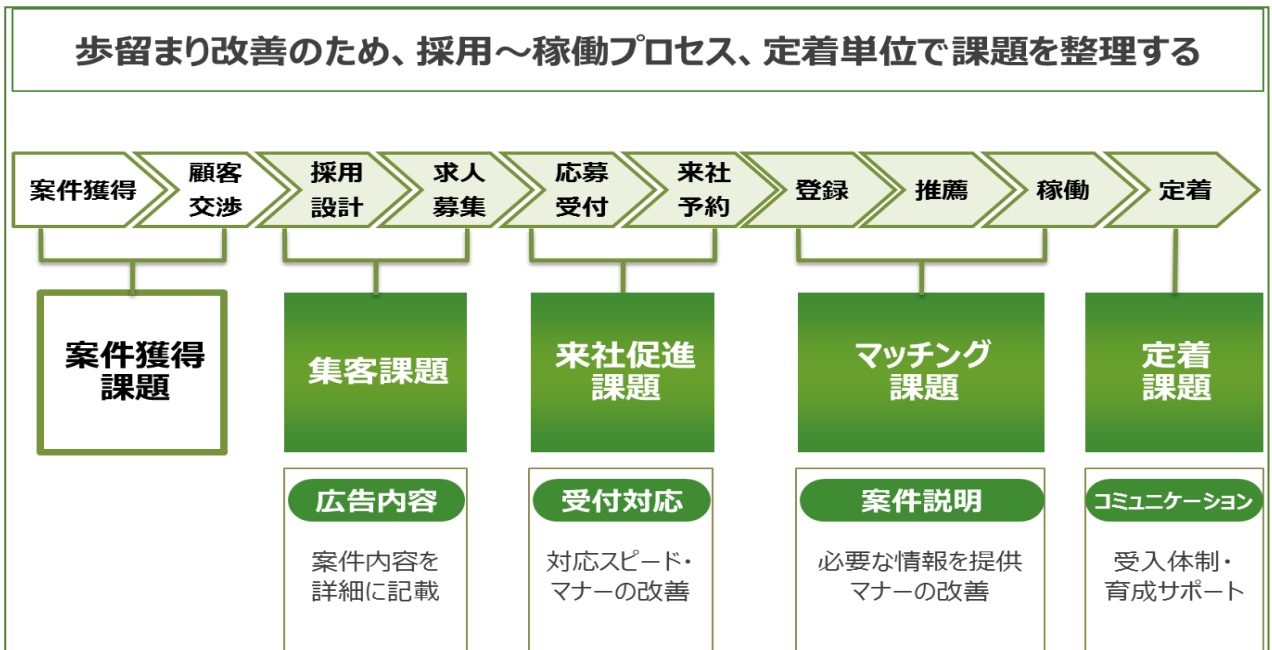 歩留まり改善のため、採用～稼働プロセス、定着単位で課題を整理する
案件獲得
顧客
交渉
採用
設計
求人
募集
応募
受付
来社
予約
登録
推薦
稼働
定着
案件獲得
課題
集客課題
来社促進
課題
マッチング
課題
定着
課題
広告内容
案件内容を
詳細に記載
受付対応
対応スピード・
マナーの改善
案件説明
必要な情報を提供
マナーの改善
コミュニケーション
受入体制・
育成サポート